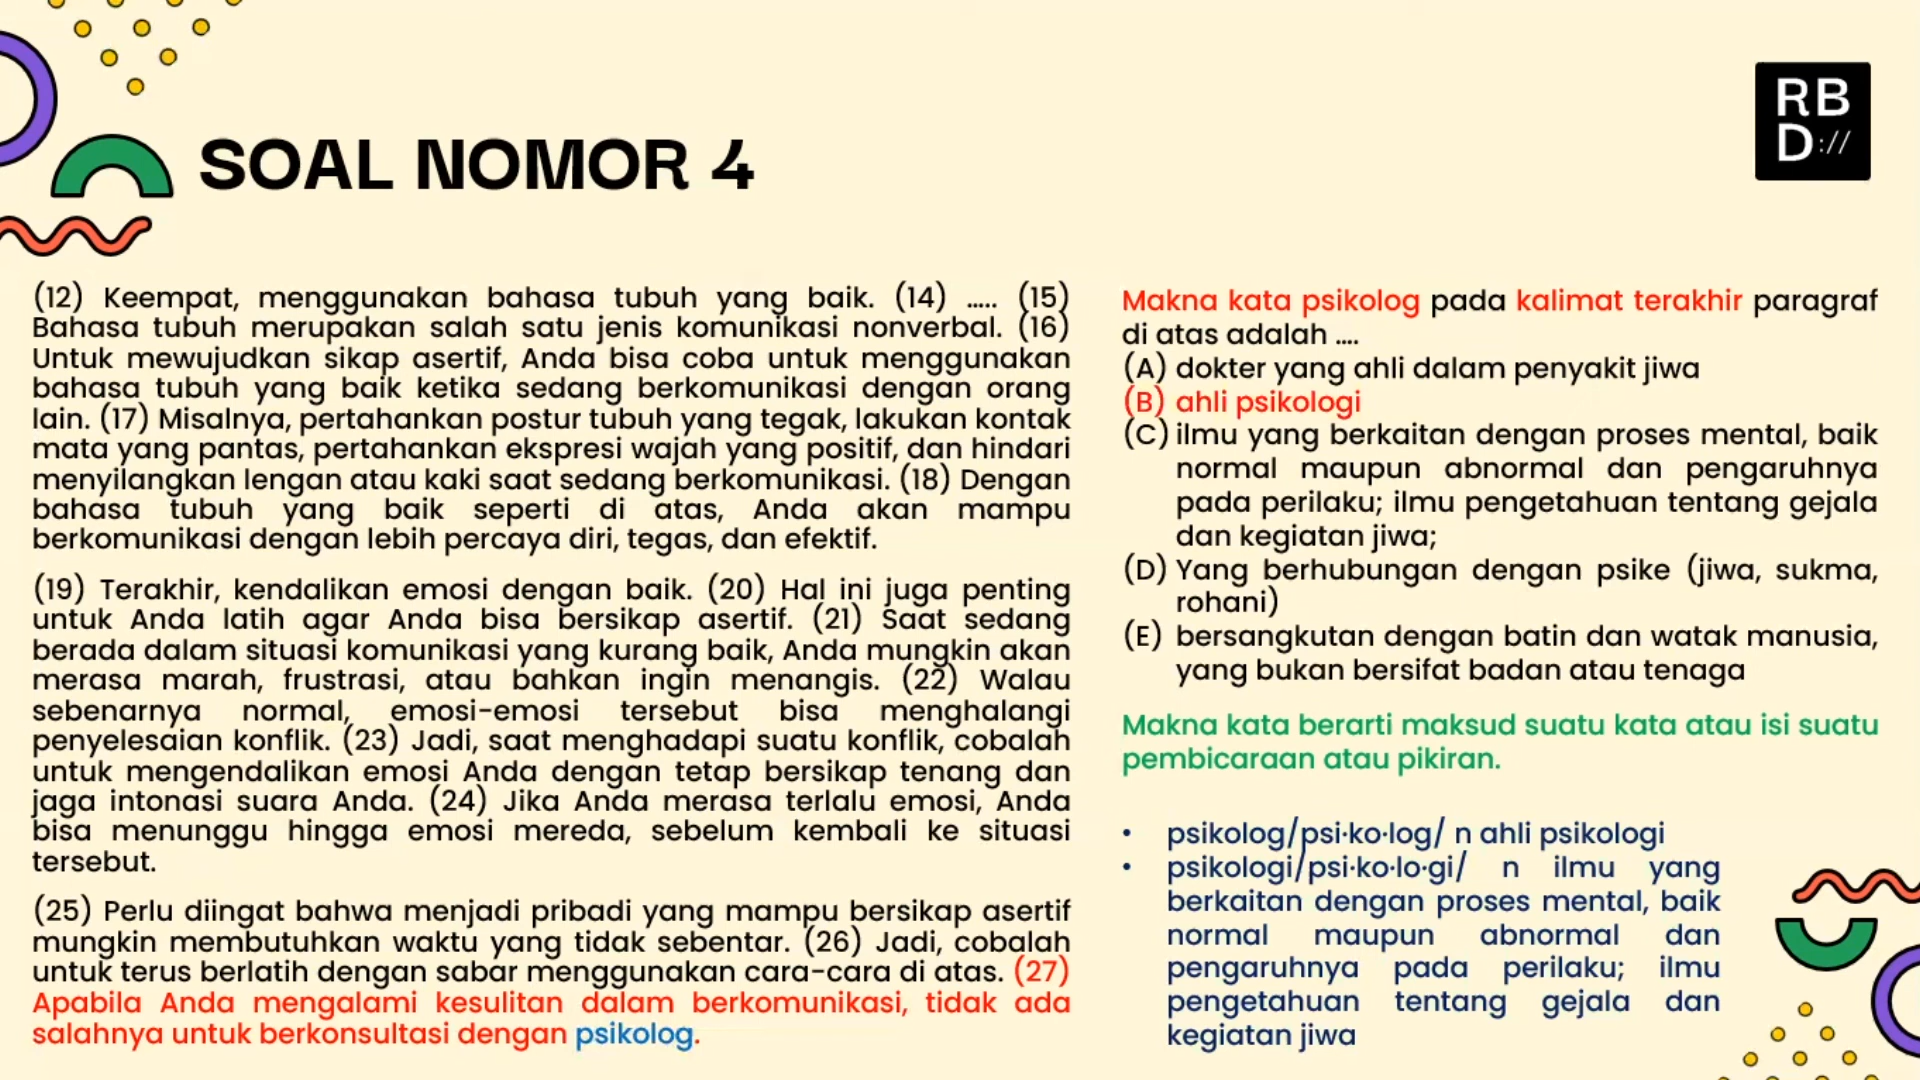 RB
D://
SOAL NOMOR 4
(12) Keempat, menggunakan bahasa tubuh yang baik. (14) ….. (15)
Bahasa tubuh merupakan salah satu jenis komunikasi nonverbal. (16)
Untuk mewujudkan sikap asertif, Anda bisa coba untuk menggunakan
bahasa tubuh yang baik ketika sedang berkomunikasi dengan orang
lain. (17) Misalnya, pertahankan postur tubuh yang tegak, lakukan kontak
mata yang pantas, pertahankan ekspresi wajah yang positif, dan hindari
menyilangkan lengan atau kaki saat sedang berkomunikasi. (18) Dengan
bahasa tubuh yang baik seperti di atas, Anda akan mampu
berkomunikasi dengan lebih percaya diri, tegas, dan efektif.
(19) Terakhir, kendalikan emosi dengan baik. (20) Hal ini juga penting
untuk Anda latih agar Anda bisa bersikap asertif. (21) Saat sedang
berada dalam situasi komunikasi yang kurang baik, Anda mungkin akan
merasa marah, frustrasi, atau bahkan ingin menangis. (22) Walau
sebenarnya normal, emosi-emosi tersebut bisa menghalangi
penyelesaian konflik. (23) Jadi, saat menghadapi suatu konflik, cobalah
untuk mengendalikan emosi Anda dengan tetap bersikap tenang dan
jaga intonasi suara Anda. (24) Jika Anda merasa terlalu emosi, Anda
bisa menunggu hingga emosi mereda, sebelum kembali ke situasi
tersebut.
(25) Perlu diingat bahwa menjadi pribadi yang mampu bersikap asertif
mungkin membutuhkan waktu yang tidak sebentar. (26) Jadi, cobalah
untuk terus berlatih dengan sabar menggunakan cara-cara di atas. (27)
Apabila Anda mengalami kesulitan dalam berkomunikasi, tidak ada
salahnya untuk berkonsultasi dengan psikolog.
Makna kata psikolog pada kalimat terakhir paragraf
di atas adalah ....
(A) dokter yang ahli dalam penyakit jiwa
(B) ahli psikologi
(C) ilmu yang berkaitan dengan proses mental, baik
normal maupun abnormal dan pengaruhnya
pada perilaku; ilmu pengetahuan tentang gejala
dan kegiatan jiwa;
(D) Yang berhubungan dengan psike (jiwa, sukma,
rohani)
(E) bersangkutan dengan batin dan watak manusia,
yang bukan bersifat badan atau tenaga
Makna kata berarti maksud suatu kata atau isi suatu
pembicaraan atau pikiran.
• psikolog/psi·ko·log/ n ahli psikologi
• psikologi/psi·ko·lo·gi/ n ilmu yang
berkaitan dengan proses mental, baik
normal maupun abnormal dan
pengaruhnya pada perilaku; ilmu
pengetahuan tentang gejala dan
kegiatan jiwa